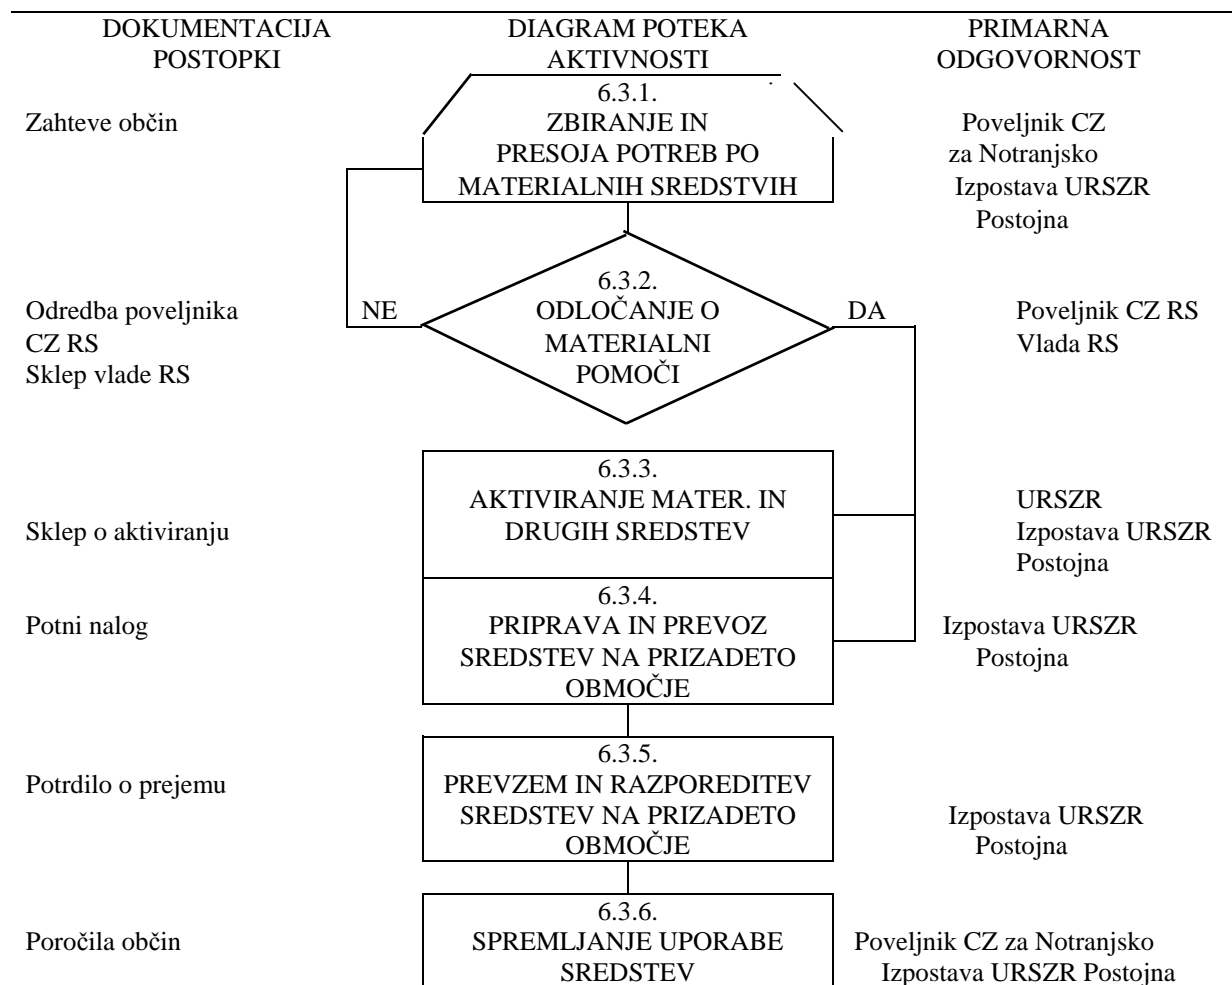 DOKUMENTACIJA DIAGRAM POTEKA PRIMARNA
POSTOPKI AKTIVNOSTI ODGOVORNOST
6.3.1.
Zahteve občin ZBIRANJE IN Poveljnik CZ
PRESOJA POTREB PO za Notranjsko
MATERIALNIH SREDSTVIH Izpostava URSZR
Postojna
6.3.2.
Odredba poveljnika NE ODLOČANJE O DA Poveljnik CZ RS
CZ RS MATERIALNI Vlada RS
Sklep vlade RS POMOČI
6.3.3.
AKTIVIRANJE MATER. IN URSZR
Sklep o aktiviranju DRUGIH SREDSTEV Izpostava URSZR
Postojna
6.3.4.
Potni nalog PRIPRAVA IN PREVOZ Izpostava URSZR
SREDSTEV NA PRIZADETO Postojna
OBMOČJE
6.3.5.
Potrdilo o prejemu PREVZEM IN RAZPOREDITEV
SREDSTEV NA PRIZADETO Izpostava URSZR
OBMOČJE Postojna
6.3.6.
Poročila občin SPREMLJANJE UPORABE Poveljnik CZ za Notranjsko
SREDSTEV Izpostava URSZR Postojna